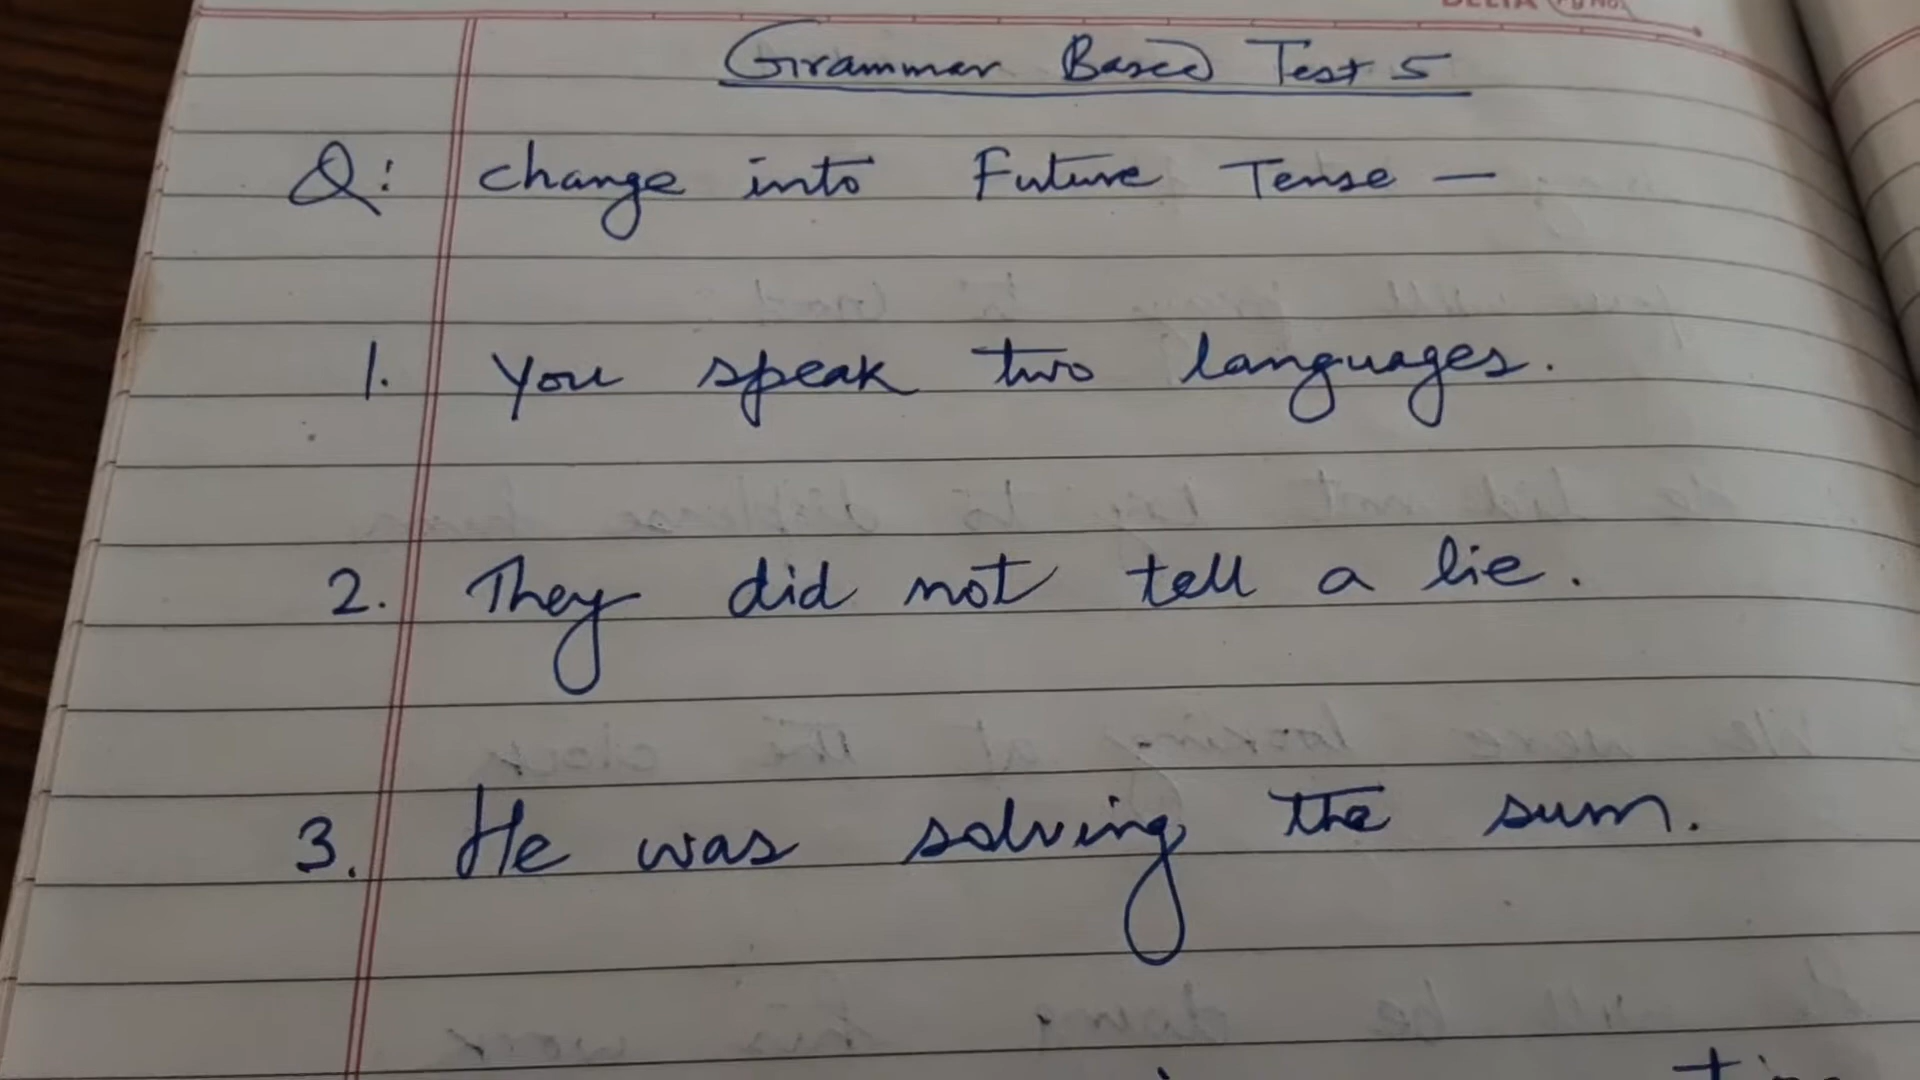 Grammar Based Test 5
Q: change into Future Tense —
1. You speak two languages.
2. They did not tell a lie.
3. He was solving the sum.